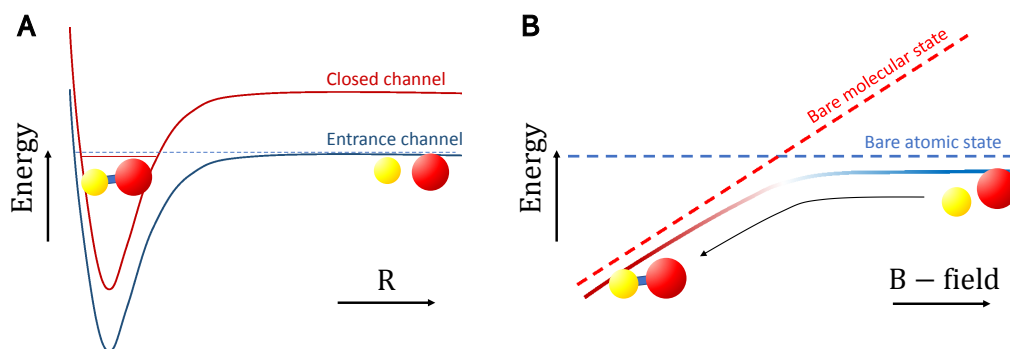 A
Closed channel
Entrance channel
Energy
R
B
Bare molecular state
Bare atomic state
Energy
B − field